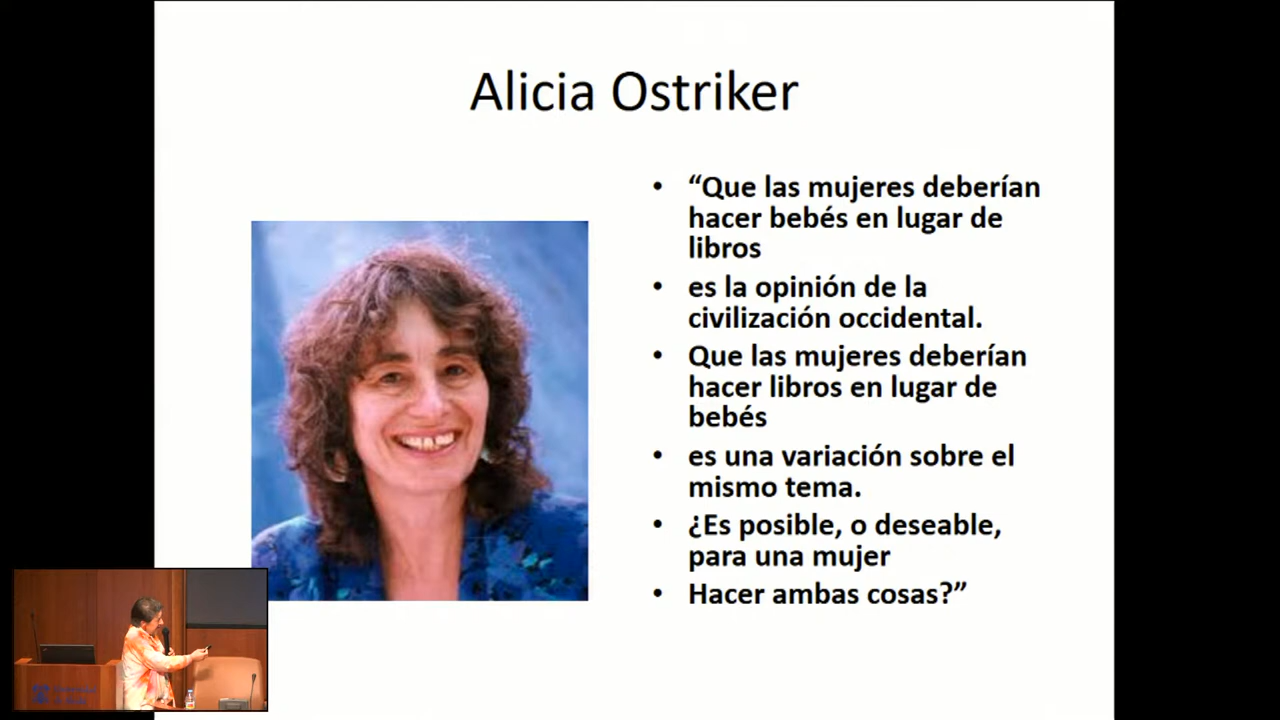 Alicia Ostriker
• “Que las mujeres deberían
hacer bebés en lugar de
libros
• es la opinión de la
civilización occidental.
• Que las mujeres deberían
hacer libros en lugar de
bebés
• es una variación sobre el
mismo tema.
• ¿Es posible, o deseable,
para una mujer
• Hacer ambas cosas?”